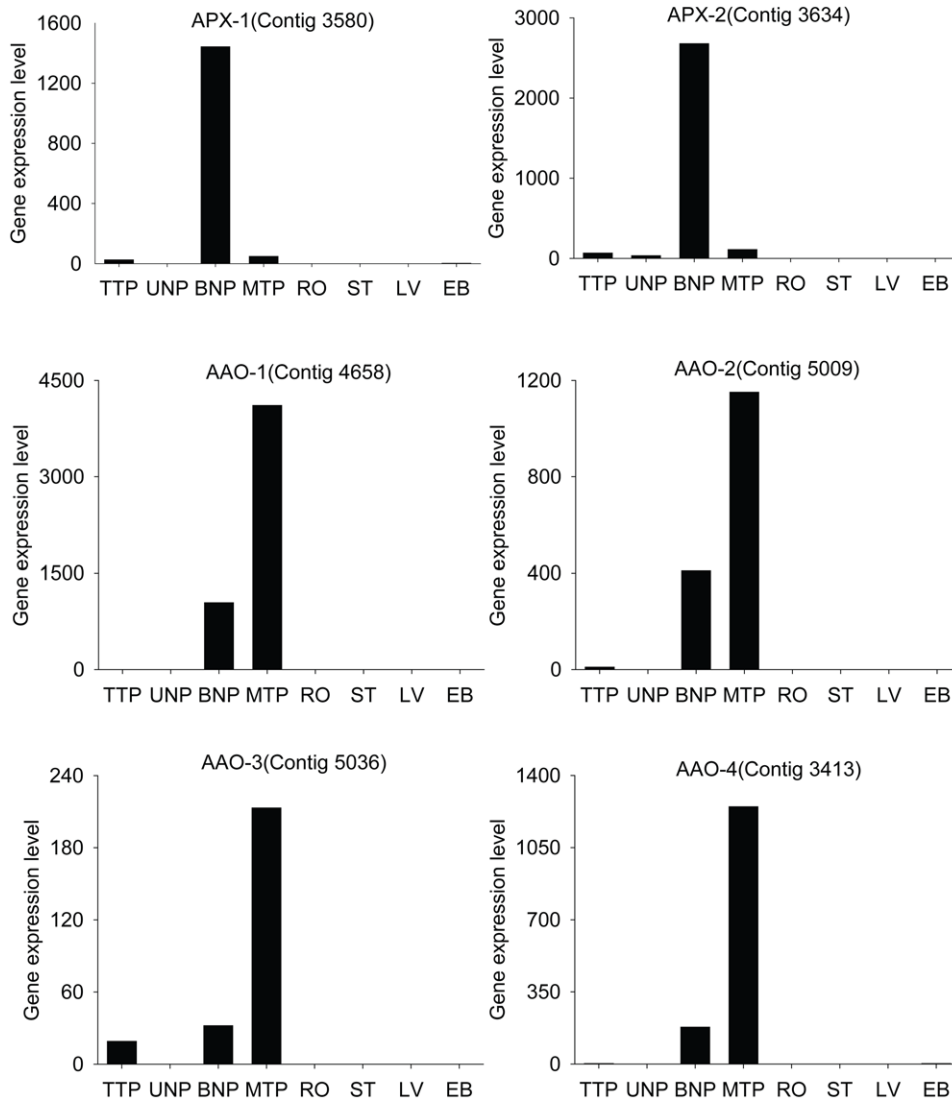 APX-1(Contig 3580)
Gene expression level
1600
1200
800
400
0
TTP UNP BNP MTP RO ST LV EB
APX-2(Contig 3634)
Gene expression level
3000
2000
1000
0
TTP UNP BNP MTP RO ST LV EB
AAO-1(Contig 4658)
Gene expression level
4500
3000
1500
0
TTP UNP BNP MTP RO ST LV EB
AAO-2(Contig 5009)
Gene expression level
1200
800
400
0
TTP UNP BNP MTP RO ST LV EB
AAO-3(Contig 5036)
Gene expression level
240
180
120
60
0
TTP UNP BNP MTP RO ST LV EB
AAO-4(Contig 3413)
Gene expression level
1400
1050
700
350
0
TTP UNP BNP MTP RO ST LV EB